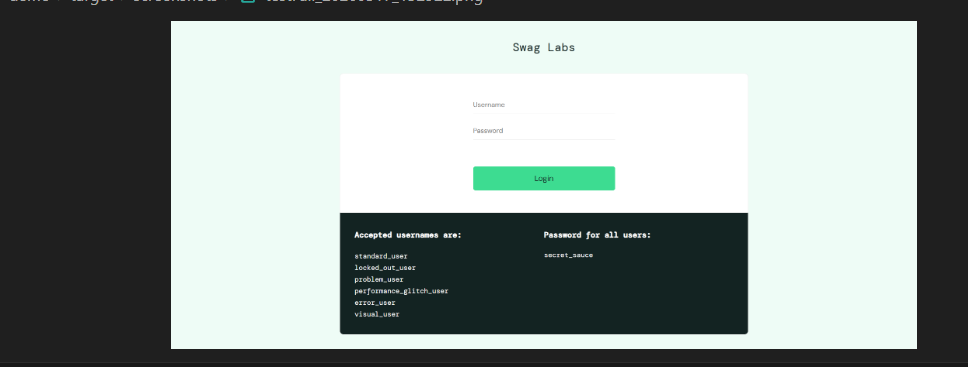 Swag Labs
Username
Password
Login
Accepted usernames are:
standard_user
locked_out_user
problem_user
performance_glitch_user
error_user
visual_user
Password for all users:
secret_sauce